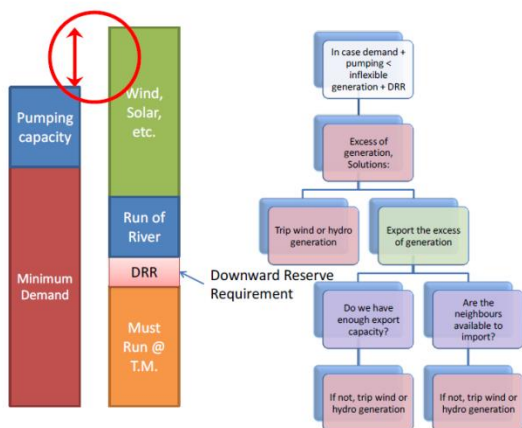 Pumping
capacity
Minimum
Demand
Wind,
Solar,
etc.
Run of
River
DRR
Must
Run @
T.M.
Downward Reserve
Requirement
In case demand +
pumping <
inflexible
generation + DRR
Excess of
generation,
Solutions:
Trip wind or hydro
generation
Export the excess
of generation
Do we have
enough export
capacity?
Are the
neighbours
available to
import?
If not, trip wind or
hydro generation
If not, trip wind or
hydro generation